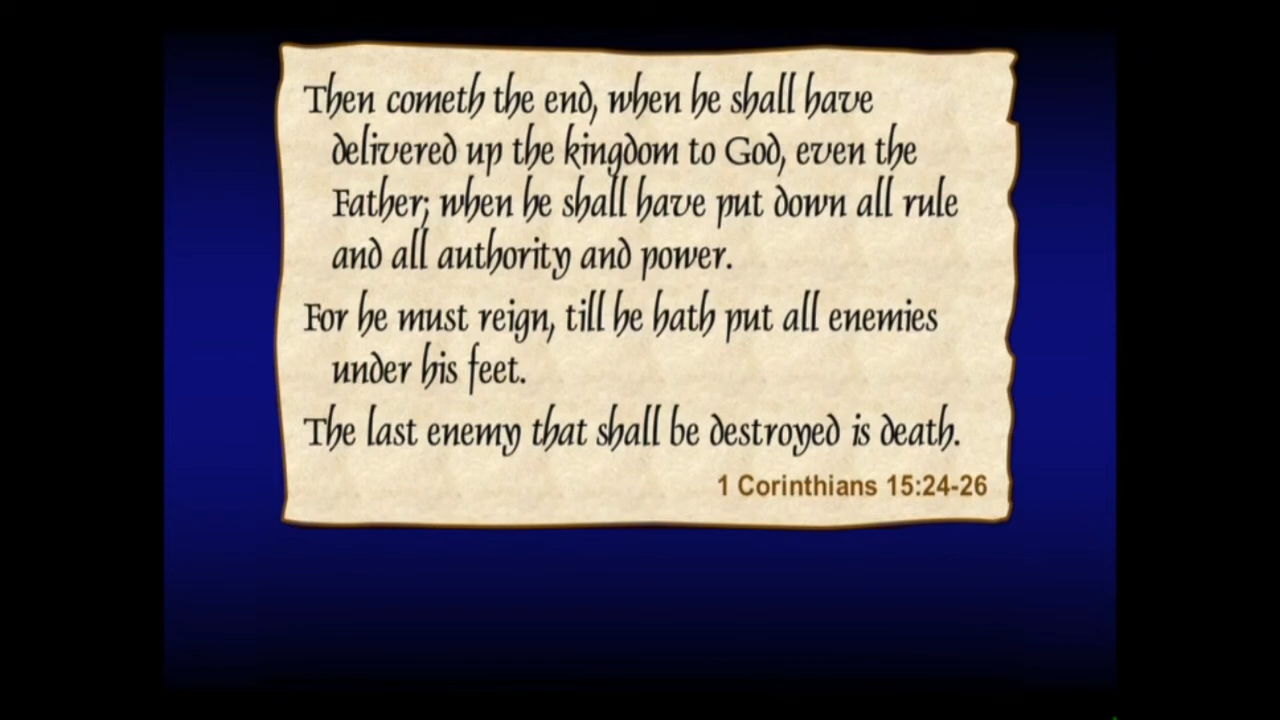 Then cometh the end, when he shall have
delivered up the kingdom to God, even the
Father; when he shall have put down all rule
and all authority and power.
For he must reign, till he hath put all enemies
under his feet.
The last enemy that shall be destroyed is death.
1 Corinthians 15:24-26